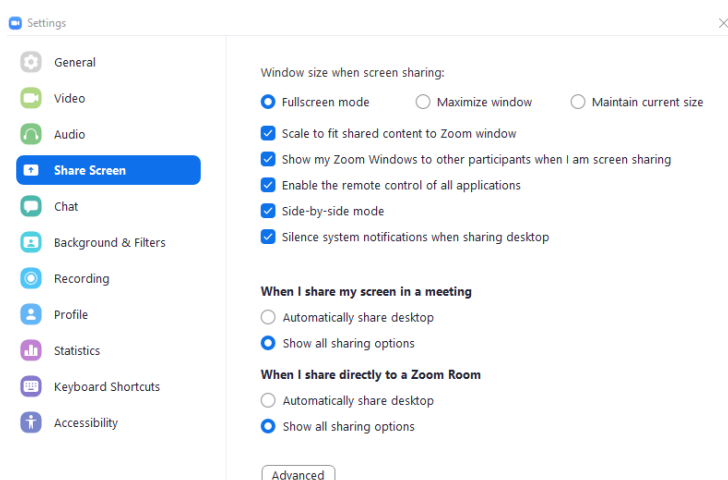 Settings
General
Video
Audio
Share Screen
Chat
Background & Filters
Recording
Profile
Statistics
Keyboard Shortcuts
Accessibility
Window size when screen sharing:
Fullscreen mode Maximize window Maintain current size
Scale to fit shared content to Zoom window
Show my Zoom Windows to other participants when I am screen sharing
Enable the remote control of all applications
Side-by-side mode
Silence system notifications when sharing desktop
When I share my screen in a meeting
Automatically share desktop
Show all sharing options
When I share directly to a Zoom Room
Automatically share desktop
Show all sharing options
Advanced